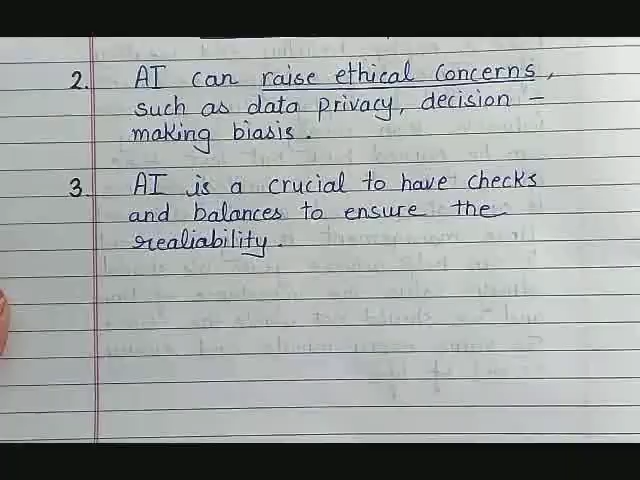 2. AI can raise ethical concerns,
such as data privacy, decision -
making biasis.
3. AI is a crucial to have checks
and balances to ensure the
realiability.